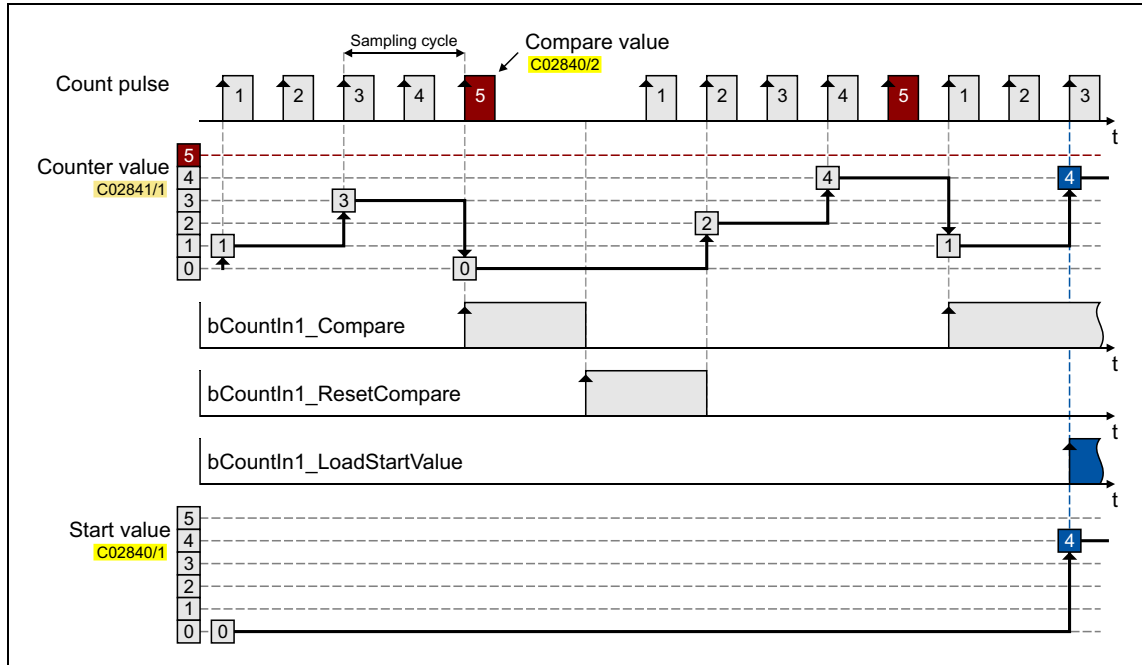 Sampling cycle
Compare value
C02840/2
Count pulse
1 2 3 4 5 1 2 3 4 5 1 2 3
t
Counter value
C02841/1
5
4 4 4
3 3
2 2
1 1 1
0 0
bCountIn1_Compare
t
bCountIn1_ResetCompare
t
bCountIn1_LoadStartValue
t
Start value
C02840/1
5
4 4
3
2
1
0 0